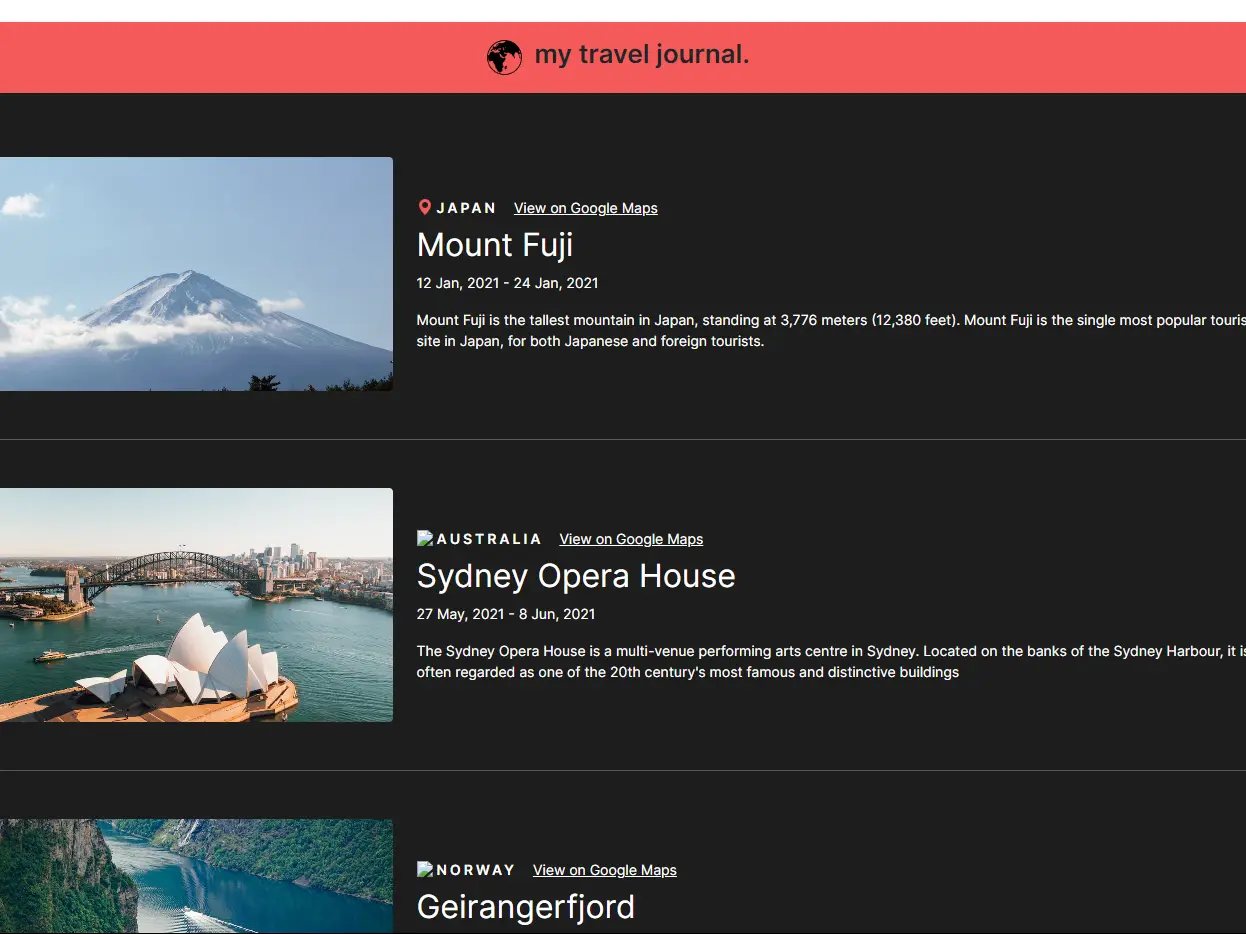 my travel journal.
JAPAN View on Google Maps
Mount Fuji
12 Jan, 2021 - 24 Jan, 2021
Mount Fuji is the tallest mountain in Japan, standing at 3,776 meters (12,380 feet). Mount Fuji is the single most popular touris
site in Japan, for both Japanese and foreign tourists.
AUSTRALIA View on Google Maps
Sydney Opera House
27 May, 2021 - 8 Jun, 2021
The Sydney Opera House is a multi-venue performing arts centre in Sydney. Located on the banks of the Sydney Harbour, it is
often regarded as one of the 20th century's most famous and distinctive buildings
NORWAY View on Google Maps
Geirangerfjord